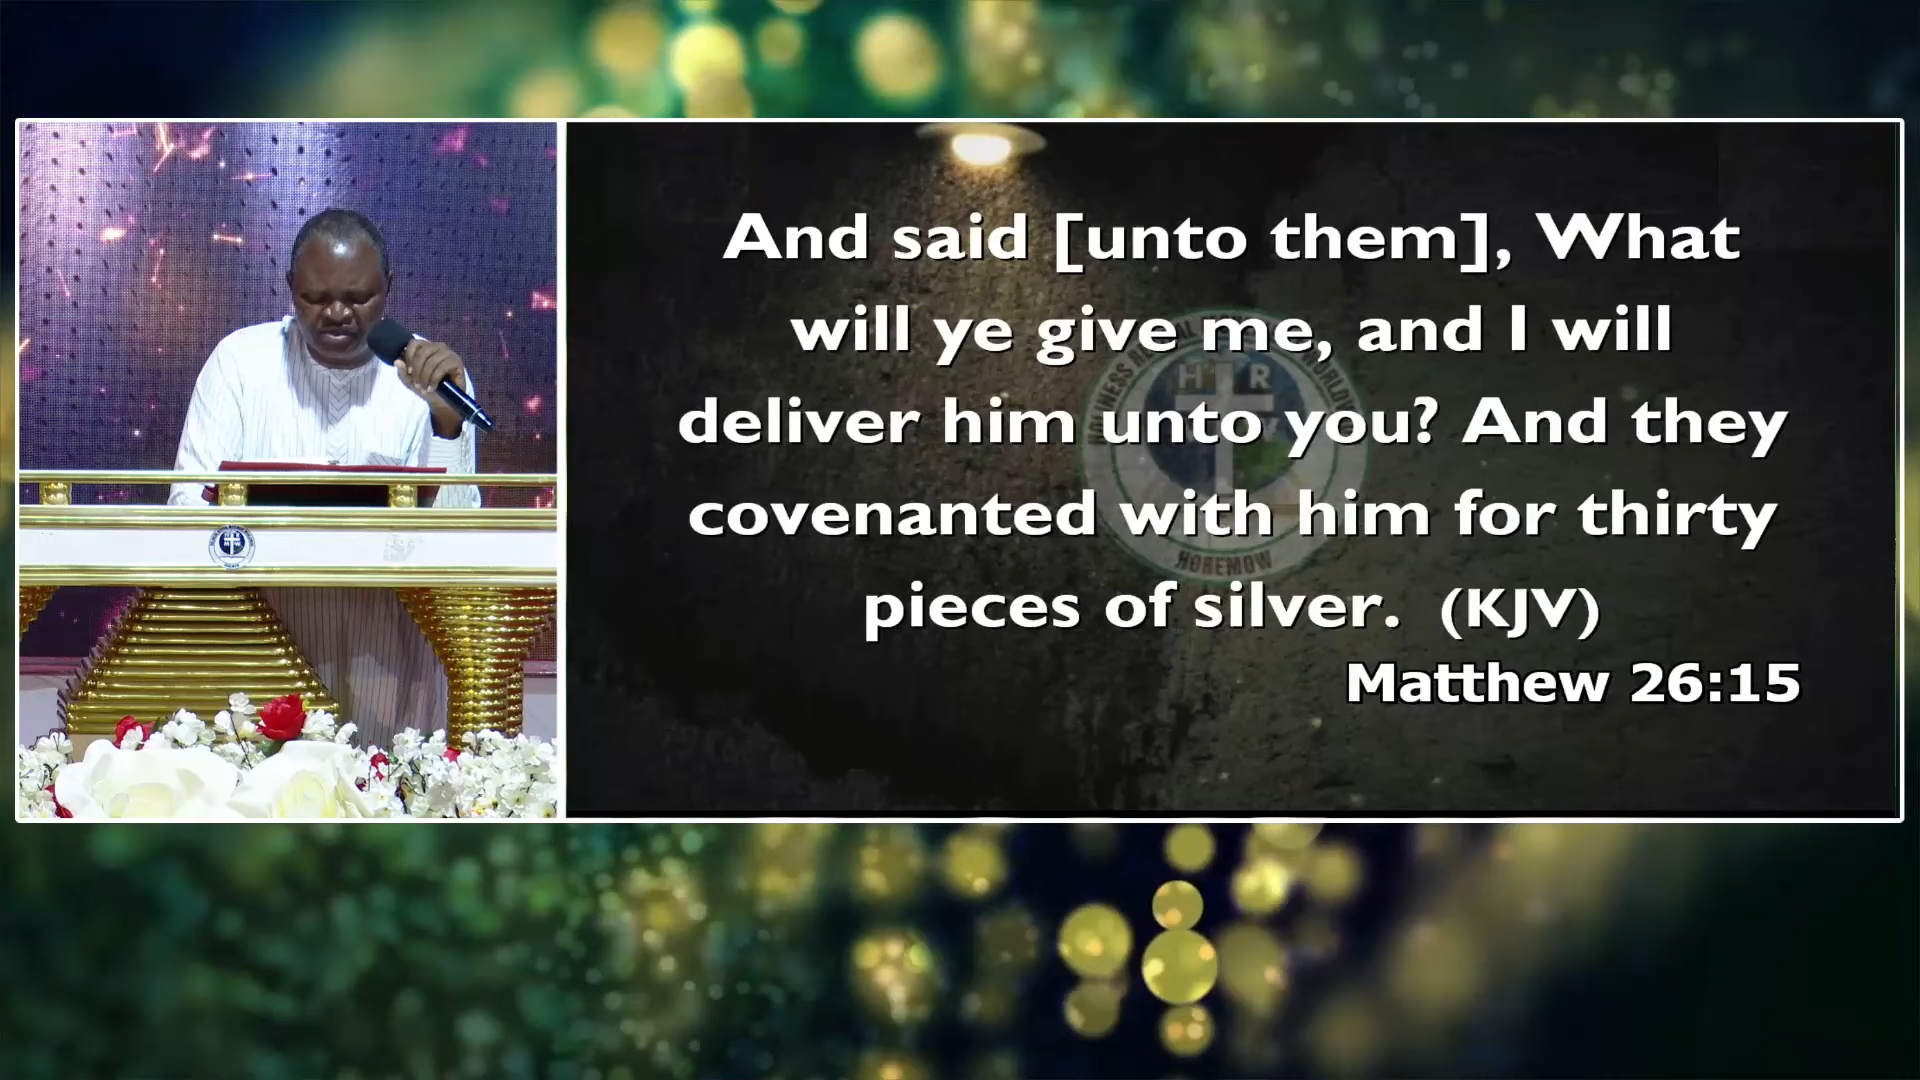 And said [unto them], What
will ye give me, and I will
deliver him unto you? And they
covenanted with him for thirty
pieces of silver. (KJV)
Matthew 26:15
H R
HOREMOW